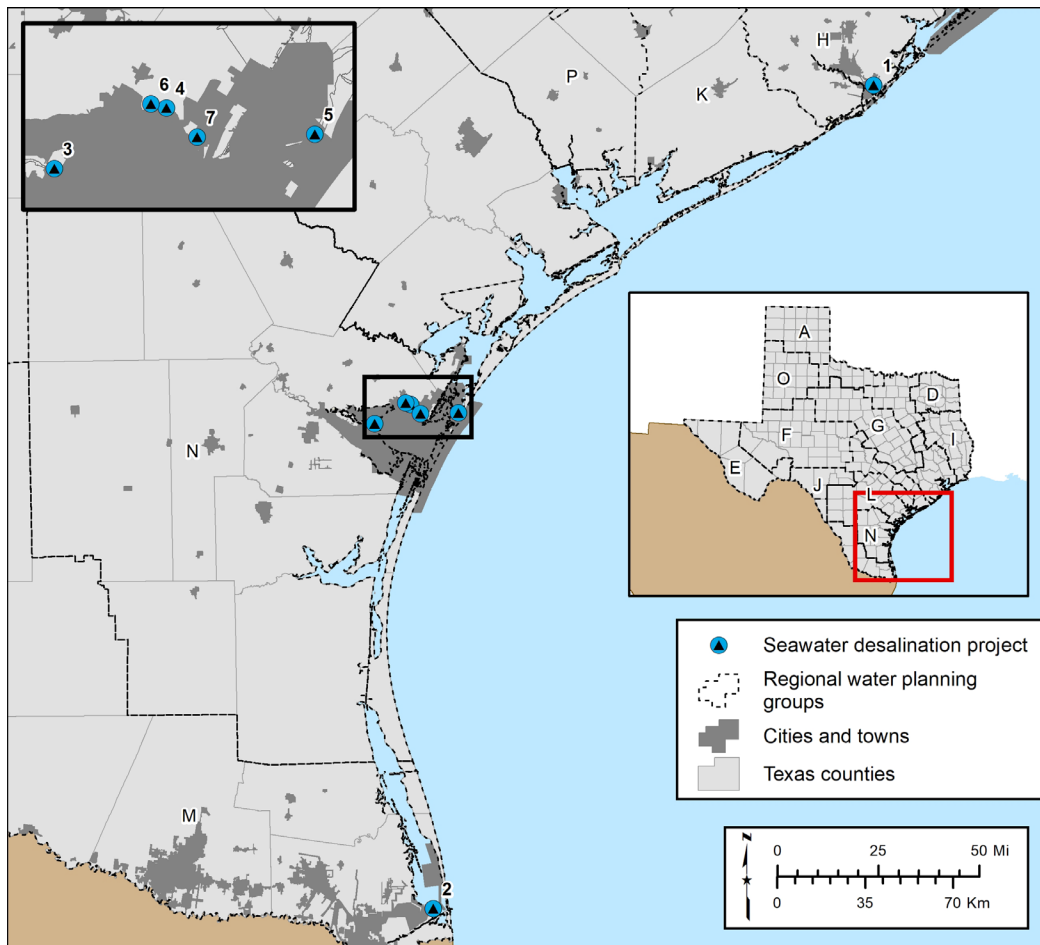 H
1
P
K
6
4
7
5
3
A
O
D
G
F
I
E
J
L
N
N
Seawater desalination project
Regional water planning
groups
Cities and towns
Texas counties
M
N
0 25 50 Mi
0 35 70 Km
2